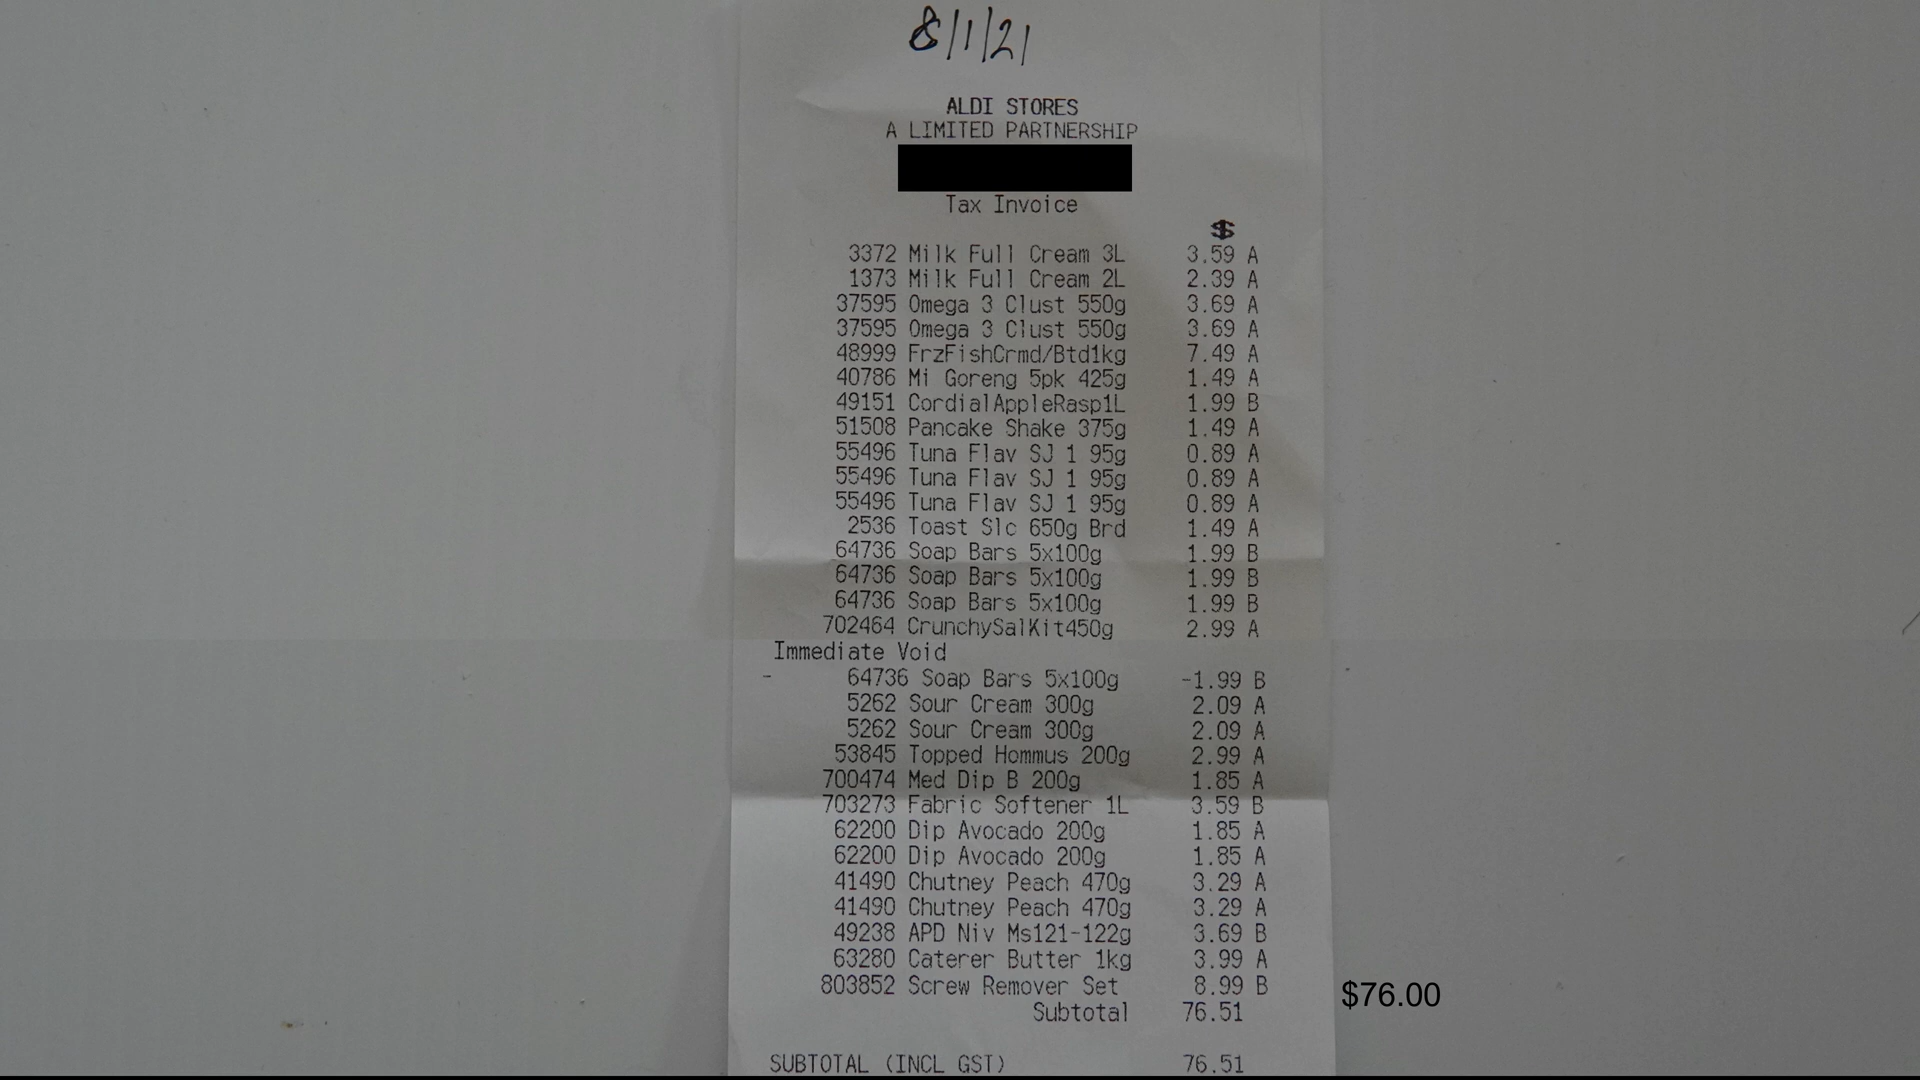 8/1/21
ALDI STORES
A LIMITED PARTNERSHIP
Tax Invoice
$
3372 Milk Full Cream 3L 3.59 A
1373 Milk Full Cream 2L 2.39 A
37595 Omega 3 Clust 550g 3.69 A
37595 Omega 3 Clust 550g 3.69 A
48999 FrzFishCrmd/Btd1kg 7.49 A
40786 Mi Goreng 5pk 425g 1.49 A
49151 CordialAppleRasp1L 1.99 B
51508 Pancake Shake 375g 1.49 A
55496 Tuna Flav SJ 1 95g 0.89 A
55496 Tuna Flav SJ 1 95g 0.89 A
55496 Tuna Flav SJ 1 95g 0.89 A
2536 Toast Slc 650g Brd 1.49 A
64736 Soap Bars 5x100g 1.99 B
64736 Soap Bars 5x100g 1.99 B
64736 Soap Bars 5x100g 1.99 B
702464 CrunchySalKit450g 2.99 A
Immediate Void
- 64736 Soap Bars 5x100g -1.99 B
5262 Sour Cream 300g 2.09 A
5262 Sour Cream 300g 2.09 A
53845 Topped Hommus 200g 2.99 A
700474 Med Dip B 200g 1.85 A
703273 Fabric Softener 1L 3.59 B
62200 Dip Avocado 200g 1.85 A
62200 Dip Avocado 200g 1.85 A
41490 Chutney Peach 470g 3.29 A
41490 Chutney Peach 470g 3.29 A
49238 APD Niv Ms121-122g 3.69 B
63280 Caterer Butter 1kg 3.99 A
803852 Screw Remover Set 8.99 B
$76.00
Subtotal 76.51
SUBTOTAL (INCL GST) 76.51